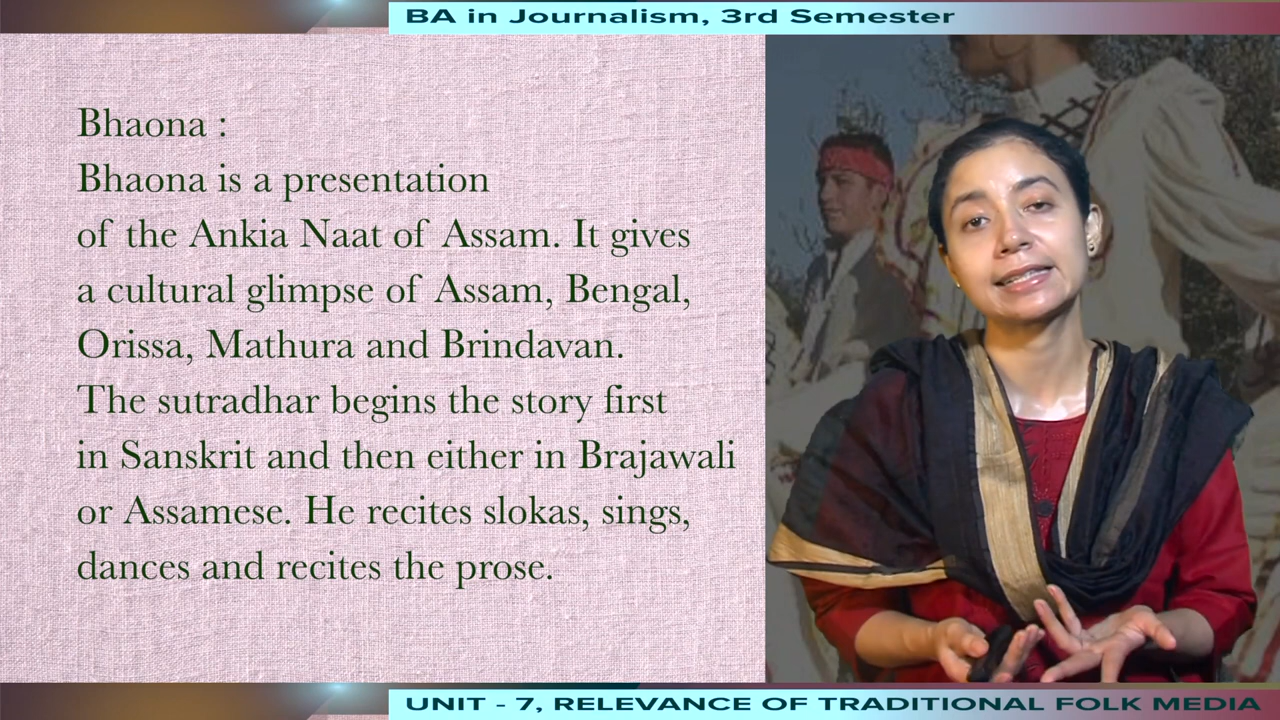 BA in Journalism, 3rd Semester
Bhaona :
Bhaona is a presentation
of the Ankia Naat of Assam. It gives
a cultural glimpse of Assam, Bengal,
Orissa, Mathura and Brindavan.
The sutradhar begins the story first
in Sanskrit and then either in Brajawali
or Assamese. He recites slokas, sings,
dances and recites the prose.
UNIT - 7, RELEVANCE OF TRADITIONAL FOLK MEDIA